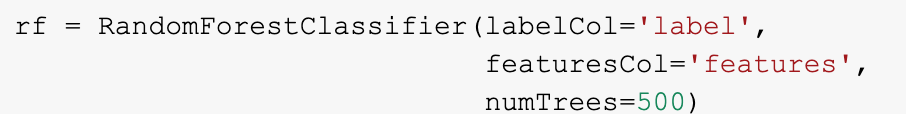 rf = RandomForestClassifier(labelCol='label',
                            featuresCol='features',
                            numTrees=500)